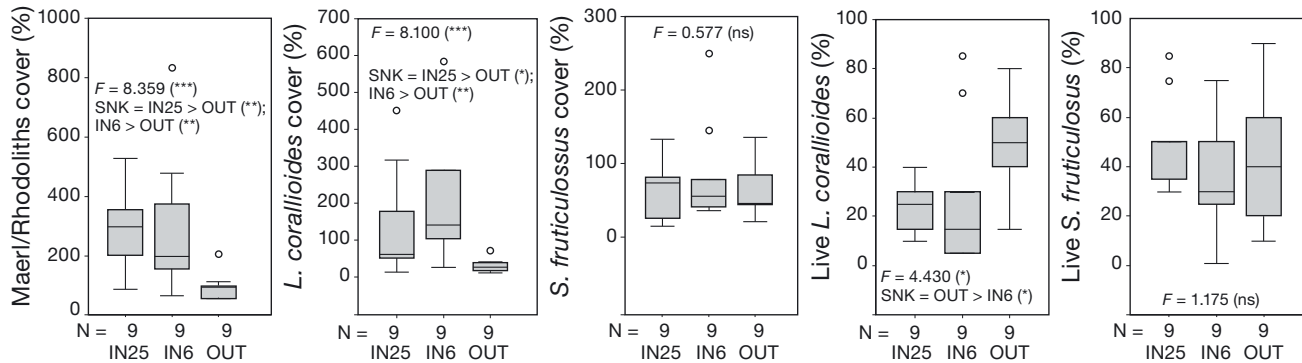 Maerl/Rhodoliths cover (%)
1000
800
600
400
200
0
F = 8.359 (***)
SNK = IN25 > OUT (**);
IN6 > OUT (**)
N = 9 9 9
IN25 IN6 OUT
L. corallioides cover (%)
700
600
500
400
300
200
100
0
F = 8.100 (***)
SNK = IN25 > OUT (*);
IN6 > OUT (**)
N = 9 9 9
IN25 IN6 OUT
S. fruticulossus cover (%)
300
200
100
0
F = 0.577 (ns)
N = 9 9 9
IN25 IN6 OUT
Live L. corallioides (%)
100
80
60
40
20
0
F = 4.430 (*)
SNK = OUT > IN6 (*)
N = 9 9 9
IN25 IN6 OUT
Live S. fruticulosus (%)
100
80
60
40
20
0
F = 1.175 (ns)
N = 9 9 9
IN25 IN6 OUT